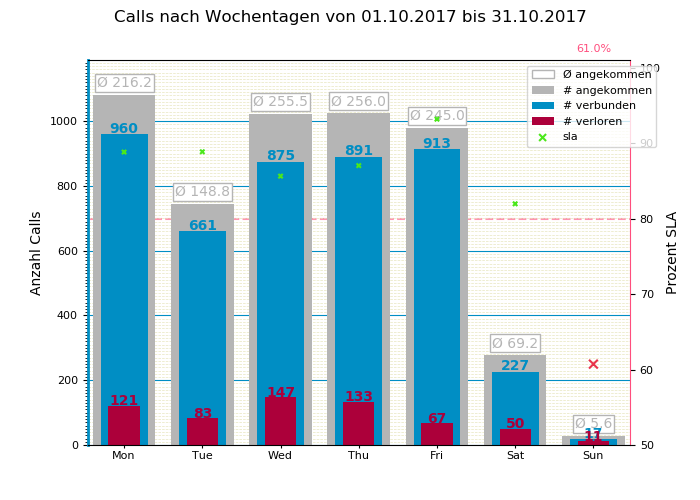 Calls nach Wochentagen von 01.10.2017 bis 31.10.2017
61.0%
Ø angekommen
# angekommen
# verbunden
# verloren
sla
Anzahl Calls
Prozent SLA
1000
800
600
400
200
0
100
90
80
70
60
50
Ø 216.2
960
121
Ø 148.8
661
83
Ø 255.5
875
147
Ø 256.0
891
133
Ø 245.0
913
67
Ø 69.2
227
50
Ø 5.6
17
11
Mon
Tue
Wed
Thu
Fri
Sat
Sun